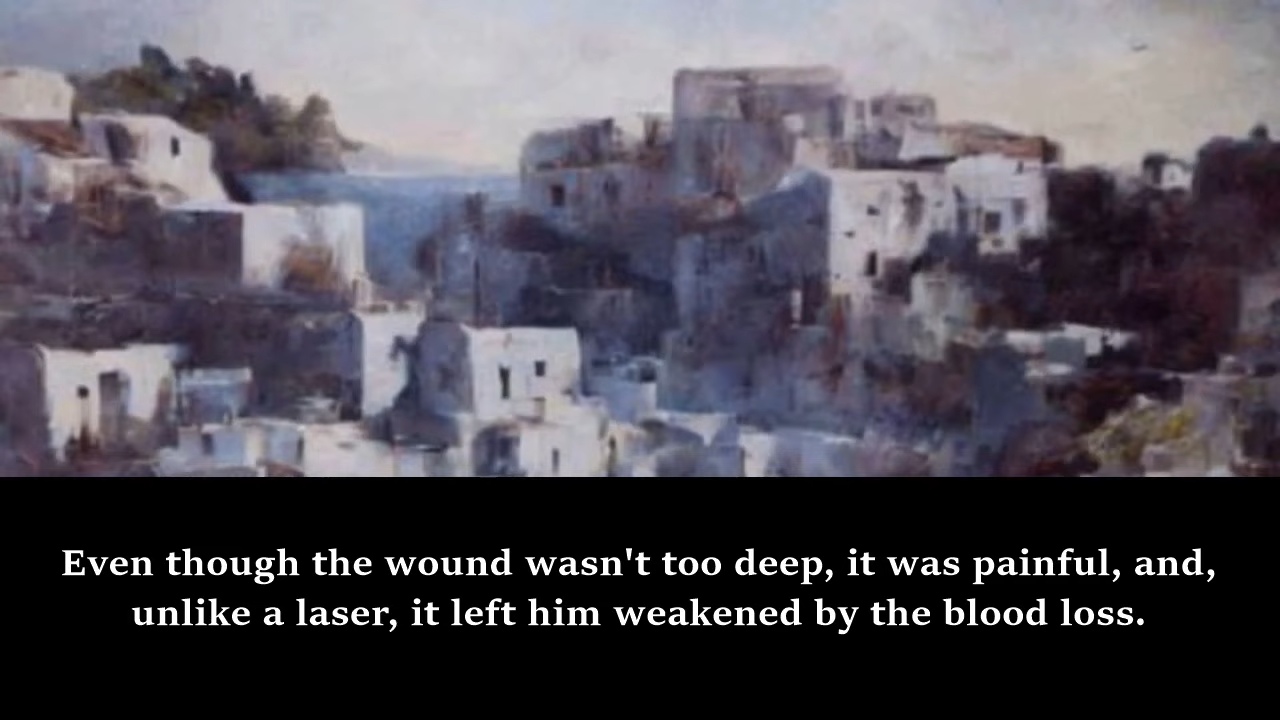 Even though the wound wasn't too deep, it was painful, and,
unlike a laser, it left him weakened by the blood loss.